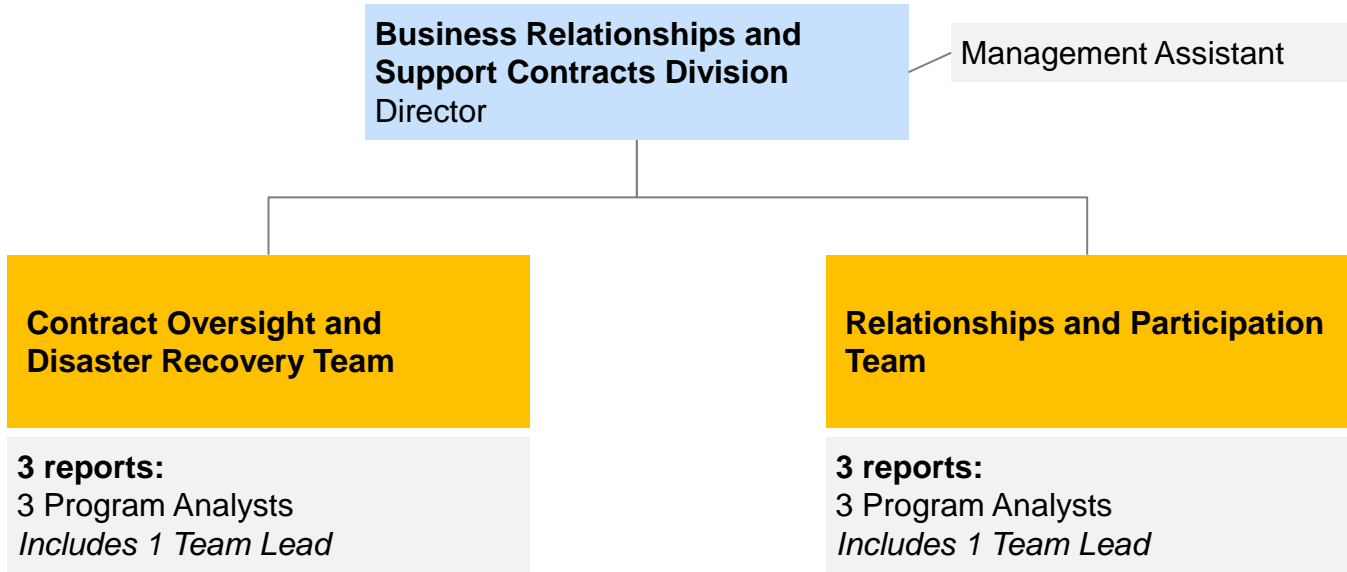 Business Relationships and
Support Contracts Division
Director
Management Assistant
Contract Oversight and
Disaster Recovery Team
3 reports:
3 Program Analysts
Includes 1 Team Lead
Relationships and Participation
Team
3 reports:
3 Program Analysts
Includes 1 Team Lead